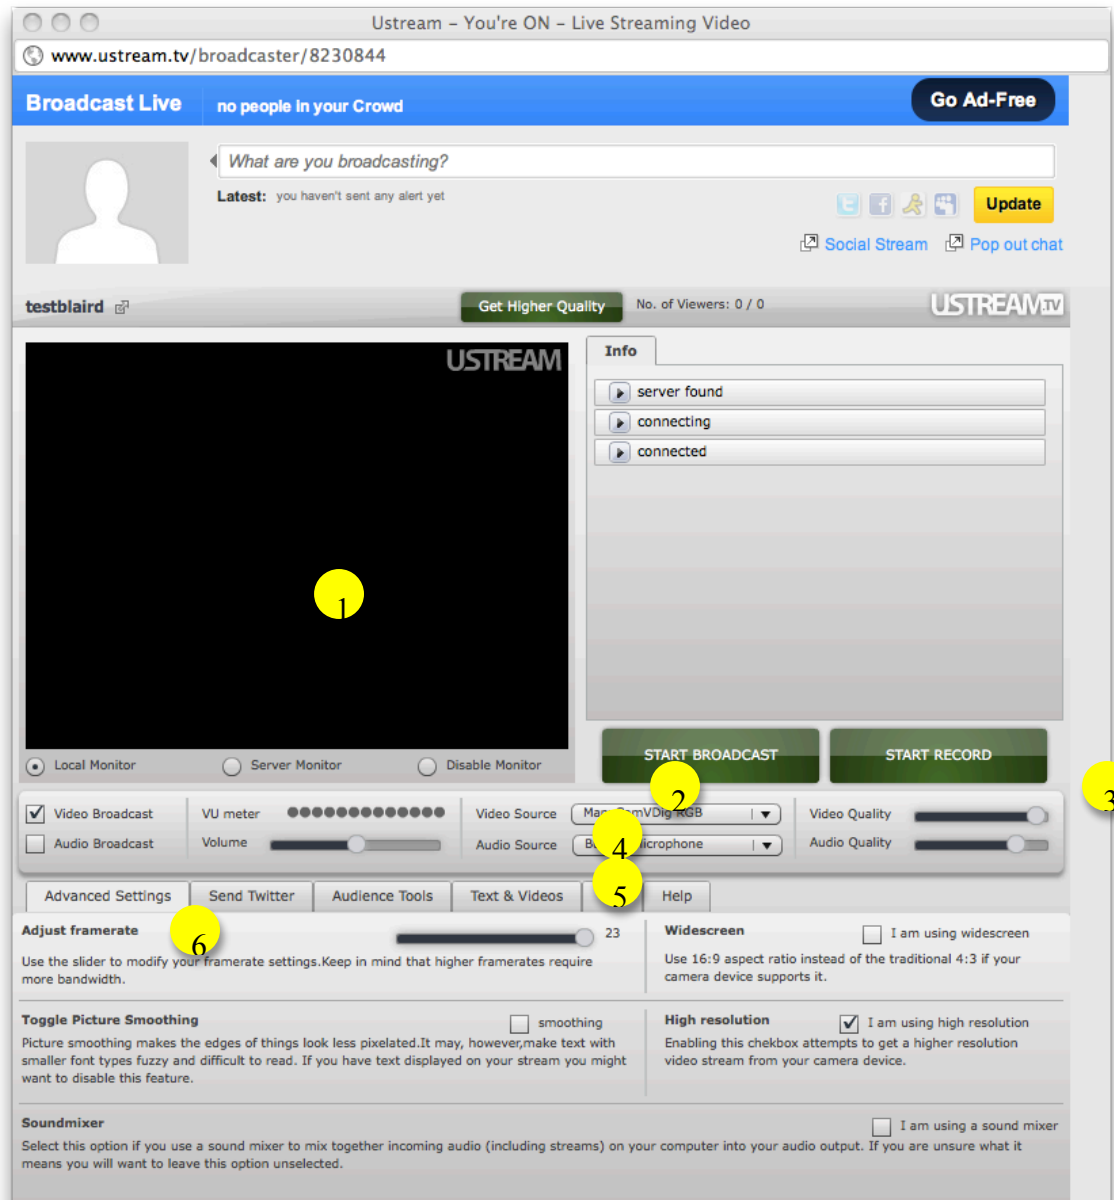 Ustream – You're ON – Live Streaming Video
www.ustream.tv/broadcaster/8230844
Broadcast Live
no people in your Crowd
Go Ad-Free
What are you broadcasting?
Latest: you haven't sent any alert yet
Update
Social Stream
Pop out chat
testblaird
Get Higher Quality
No. of Viewers: 0 / 0
USTREAM.TV
USTREAM
Info
server found
connecting
connected
1
START BROADCAST
START RECORD
Local Monitor
Server Monitor
Disable Monitor
2
3
Video Broadcast
VU meter
Video Source
RGB
Video Quality
Audio Broadcast
Volume
Audio Source
4
Audio Quality
Advanced Settings
Send Twitter
Audience Tools
Text & Videos
5
Help
Adjust framerate
6
23
Use the slider to modify your framerate settings.Keep in mind that higher framerates require
more bandwidth.
Widescreen
I am using widescreen
Use 16:9 aspect ratio instead of the traditional 4:3 if your
camera device supports it.
Toggle Picture Smoothing
smoothing
Picture smoothing makes the edges of things look less pixelated.It may, however,make text with
smaller font types fuzzy and difficult to read. If you have text displayed on your stream you might
want to disable this feature.
High resolution
I am using high resolution
Enabling this chekbox attempts to get a higher resolution
video stream from your camera device.
Soundmixer
I am using a sound mixer
Select this option if you use a sound mixer to mix together incoming audio (including streams) on your computer into your audio output. If you are unsure what it
means you will want to leave this option unselected.